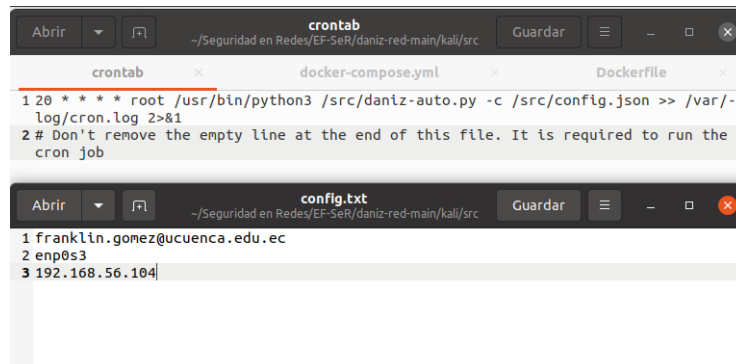 Abrir
crontab
~/Seguridad en Redes/EF-SeR/daniz-red-main/kali/src
Guardar
crontab × docker-compose.yml × Dockerfile ×
1 20 * * * * root /usr/bin/python3 /src/daniz-auto.py -c /src/config.json >> /var/-
log/cron.log 2>&1
2 # Don't remove the empty line at the end of this file. It is required to run the
cron job
Abrir
config.txt
~/Seguridad en Redes/EF-SeR/daniz-red-main/kali/src
Guardar
1 franklin.gomez@ucuenca.edu.ec
2 enp0s3
3 192.168.56.104